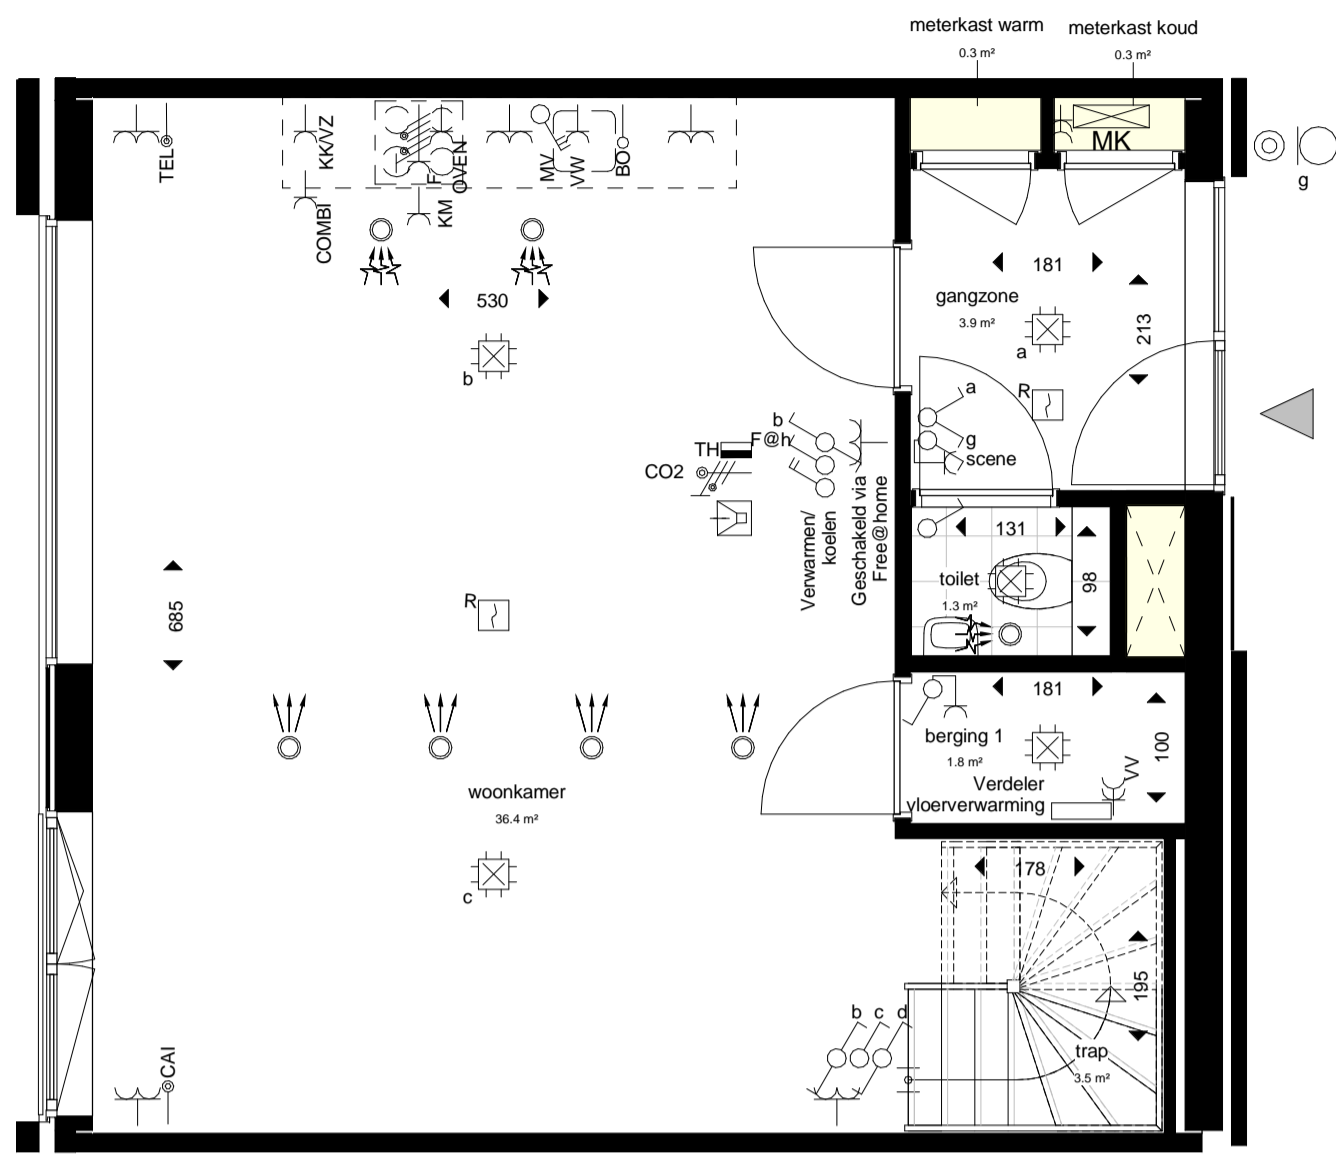 meterkast warm
0.3 m²
meterkast koud
0.3 m²
TEL
KK/VZ
COMBI
F
OVEN
KM
MV
VW
BO
MK
g
530
b
181
gangzone
3.9 m²
a
213
R
a
g
scene
TH
F@h
CO2
b
Verwarmen/
koelen
Geschakeld via
Free@home
131
toilet
1.3 m²
98
685
R
181
berging 1
1.8 m²
100
VV
Verdeler
vloerverwarming
woonkamer
36.4 m²
c
178
195
b c d
trap
3.5 m²
CAI